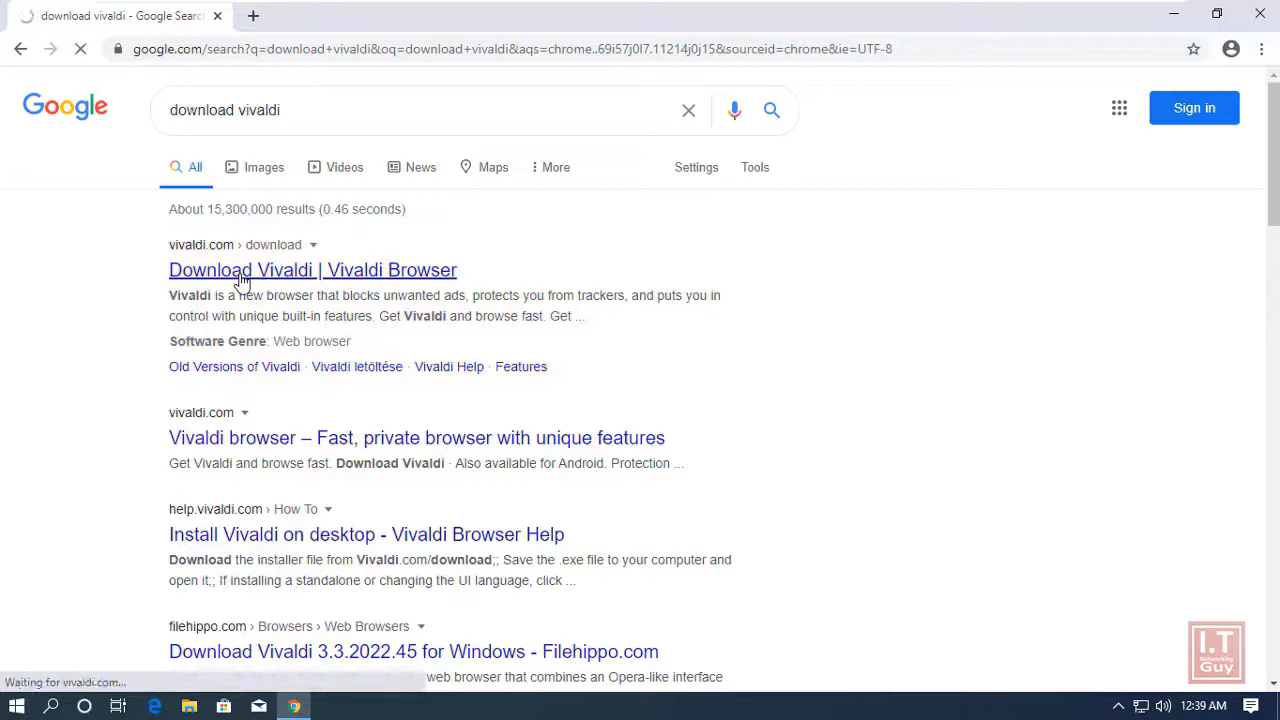 download vivaldi - Google Searc
google.com/search?q=download+vivaldi&oq=download+vivaldi&aqs=chrome..69i57j0l7.11214j0j15&sourceid=chrome&ie=UTF-8
Google
download vivaldi
Sign in
All Images Videos News Maps More Settings Tools
About 15,300,000 results (0.46 seconds)
vivaldi.com › download
Download Vivaldi | Vivaldi Browser
Vivaldi is a new browser that blocks unwanted ads, protects you from trackers, and puts you in
control with unique built-in features. Get Vivaldi and browse fast. Get ...
Software Genre: Web browser
Old Versions of Vivaldi · Vivaldi letöltése · Vivaldi Help · Features
vivaldi.com
Vivaldi browser – Fast, private browser with unique features
Get Vivaldi and browse fast. Download Vivaldi · Also available for Android. Protection ...
help.vivaldi.com › How To
Install Vivaldi on desktop - Vivaldi Browser Help
Download the installer file from Vivaldi.com/download;; Save the .exe file to your computer and
open it;; If installing a standalone or changing the UI language, click ...
filehippo.com › Browsers › Web Browsers
Download Vivaldi 3.3.2022.45 for Windows - Filehippo.com
web browser that combines an Opera-like interface
Waiting for vivaldi.com...
I.T
Networking
Guy
12:39 AM